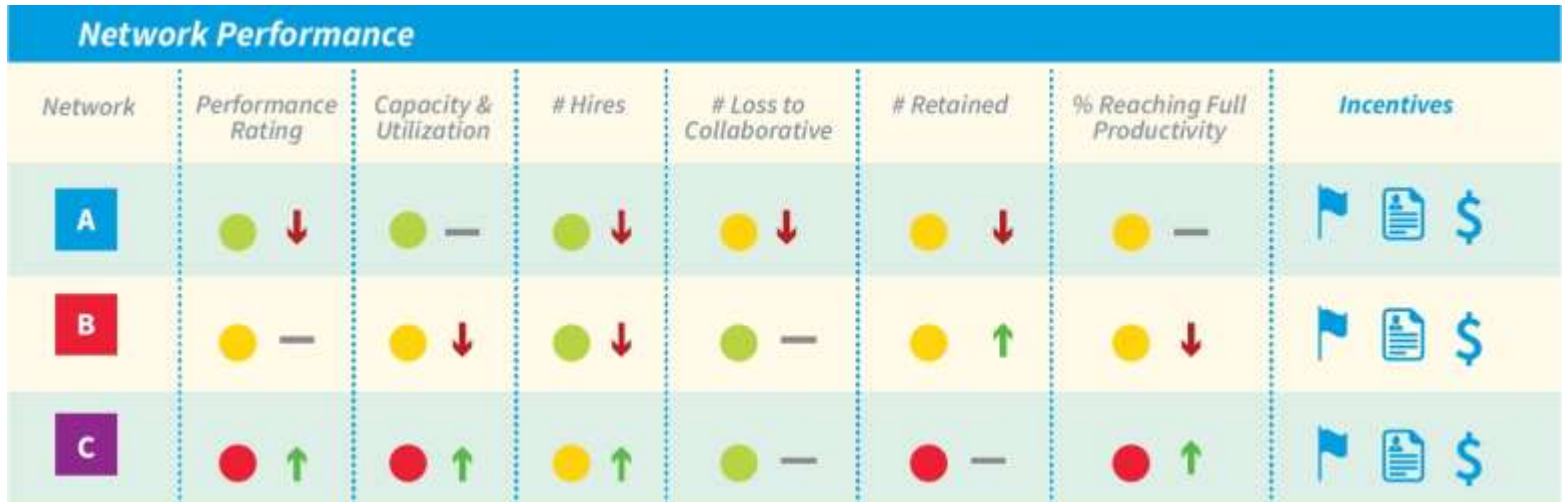 Network Performance
Network
Performance
Rating
Capacity &
Utilization
# Hires
# Loss to
Collaborative
# Retained
% Reaching Full
Productivity
Incentives
A
$
B
$
C
$